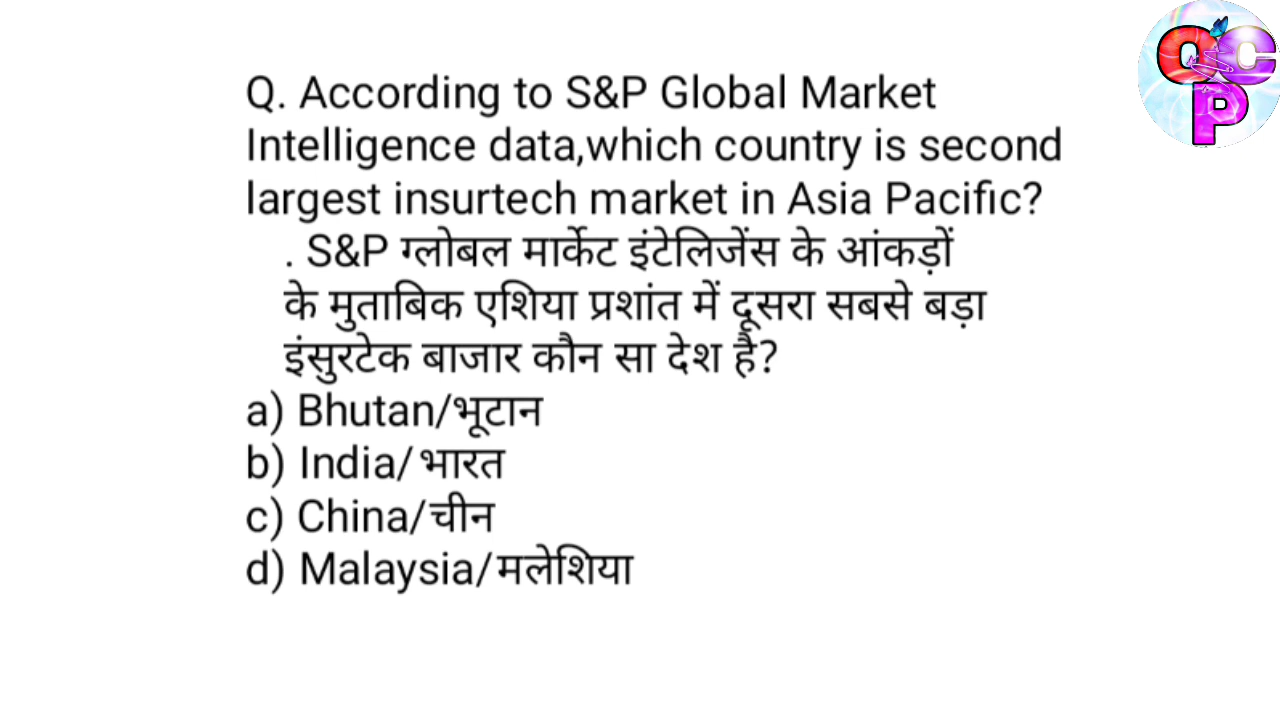 Q. According to S&P Global Market
Intelligence data,which country is second
largest insurtech market in Asia Pacific?
. S&P ग्लोबल मार्केट इंटेलिजेंस के आंकड़ों
के मुताबिक एशिया प्रशांत में दूसरा सबसे बड़ा
इंसुरटेक बाजार कौन सा देश है?
a) Bhutan/भूटान
b) India/भारत
c) China/चीन
d) Malaysia/मलेशिया
QC
P